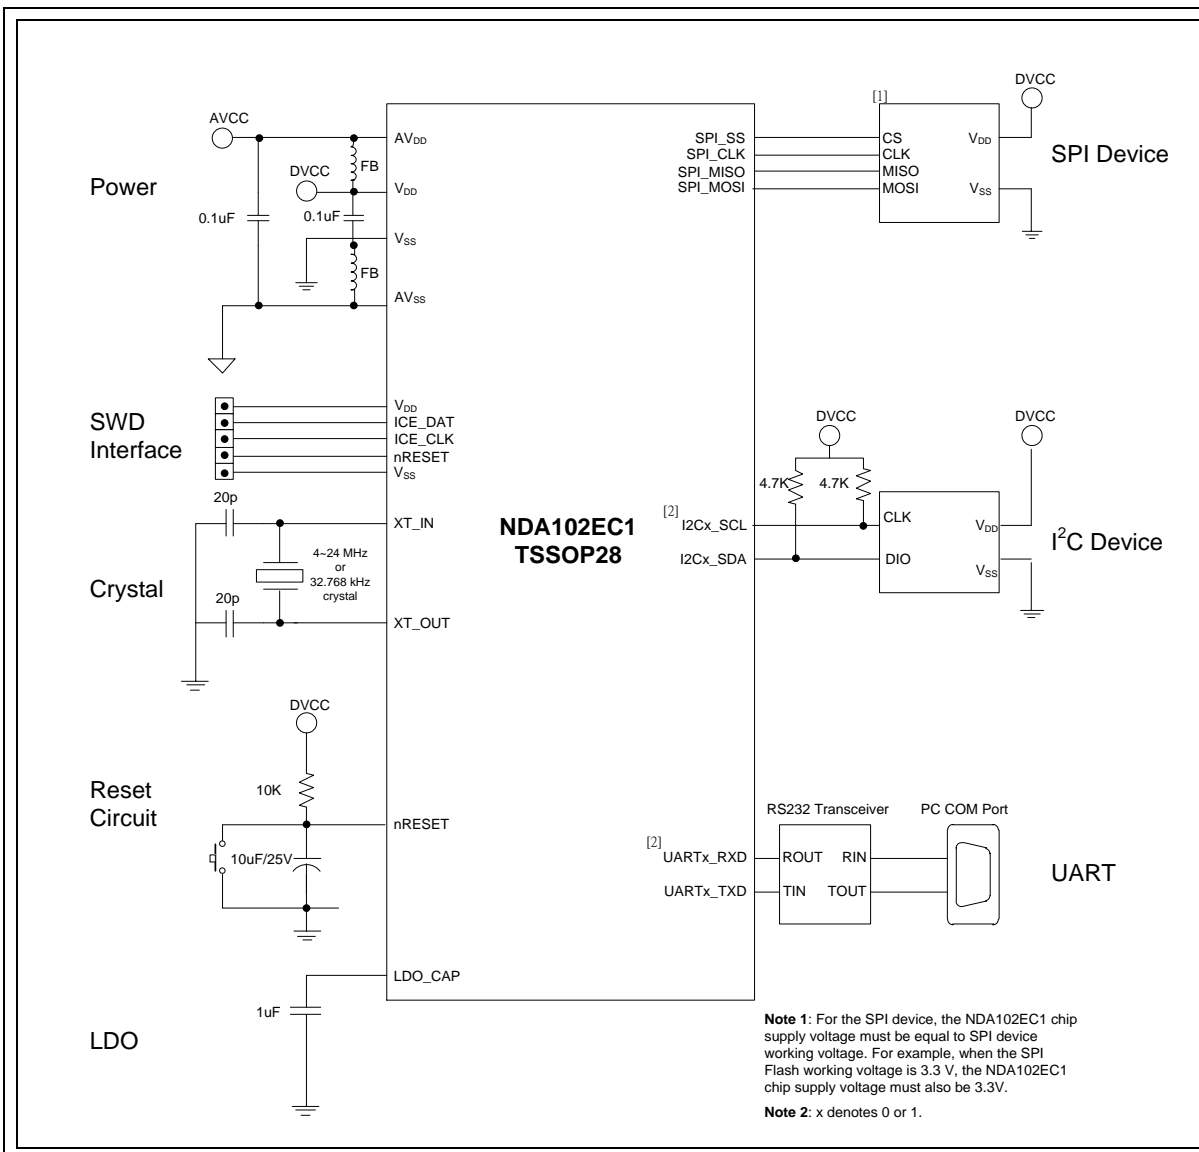 Power
AVCC
DVCC
0.1uF
0.1uF
FB
FB
AVDD
VDD
VSS
AVSS
SWD
Interface
VDD
ICE_DAT
ICE_CLK
nRESET
VSS
Crystal
20p
20p
4~24 MHz
or
32.768 kHz
crystal
XT_IN
XT_OUT
Reset
Circuit
DVCC
10K
10uF/25V
nRESET
LDO
1uF
LDO_CAP
NDA102EC1
TSSOP28
SPI_SS
SPI_CLK
SPI_MISO
SPI_MOSI
[1]
CS
CLK
MISO
MOSI
VDD
VSS
DVCC
SPI Device
[2]
I2Cx_SCL
I2Cx_SDA
DVCC
4.7K
4.7K
CLK
DIO
VDD
VSS
DVCC
I²C Device
[2]
UARTx_RXD
UARTx_TXD
RS232 Transceiver
ROUT RIN
TIN TOUT
PC COM Port
UART
Note 1: For the SPI device, the NDA102EC1 chip
supply voltage must be equal to SPI device
working voltage. For example, when the SPI
Flash working voltage is 3.3 V, the NDA102EC1
chip supply voltage must also be 3.3V.
Note 2: x denotes 0 or 1.